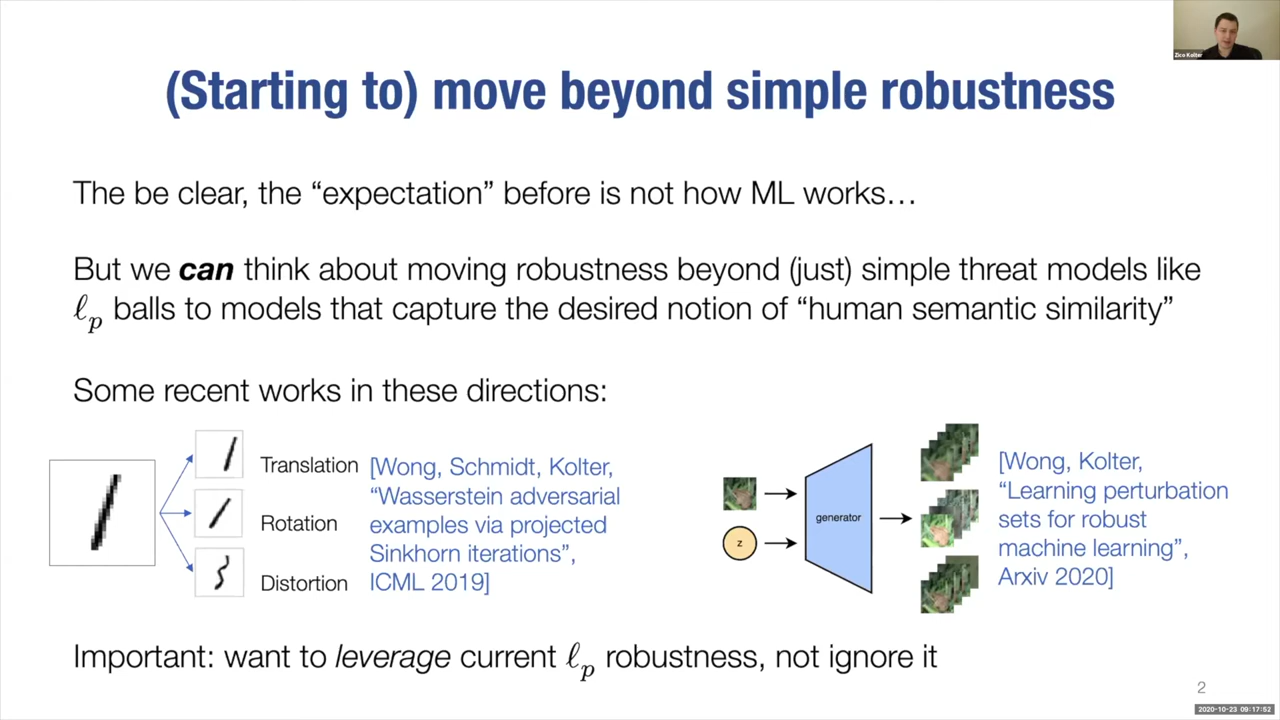 Zico Kolter
(Starting to) move beyond simple robustness
The be clear, the “expectation” before is not how ML works…
But we can think about moving robustness beyond (just) simple threat models like
ℓp balls to models that capture the desired notion of “human semantic similarity”
Some recent works in these directions:
Translation
Rotation
Distortion
[Wong, Schmidt, Kolter,
“Wasserstein adversarial
examples via projected
Sinkhorn iterations”,
ICML 2019]
z
generator
[Wong, Kolter,
“Learning perturbation
sets for robust
machine learning”,
Arxiv 2020]
Important: want to leverage current ℓp robustness, not ignore it
2
2020-10-23 09:17:52